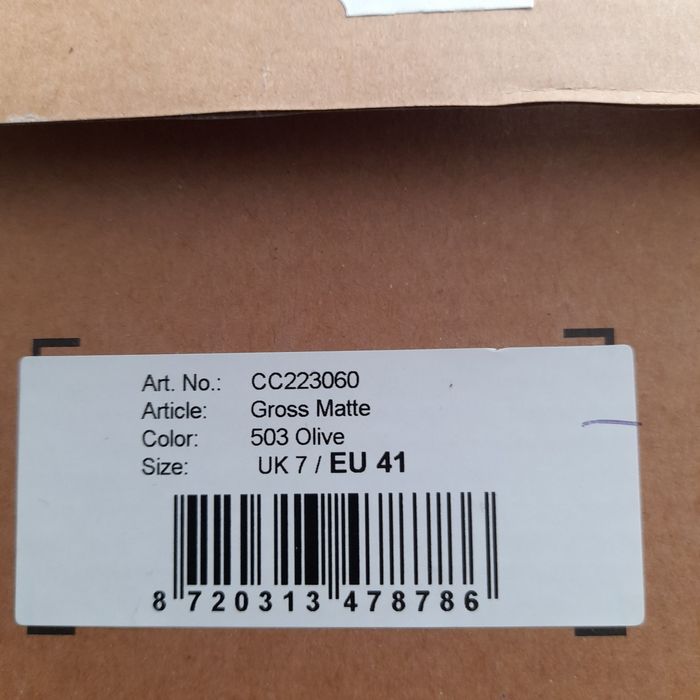 Art. No.: CC223060
Article: Gross Matte
Color: 503 Olive
Size: UK 7 / EU 41
8 720313 478786